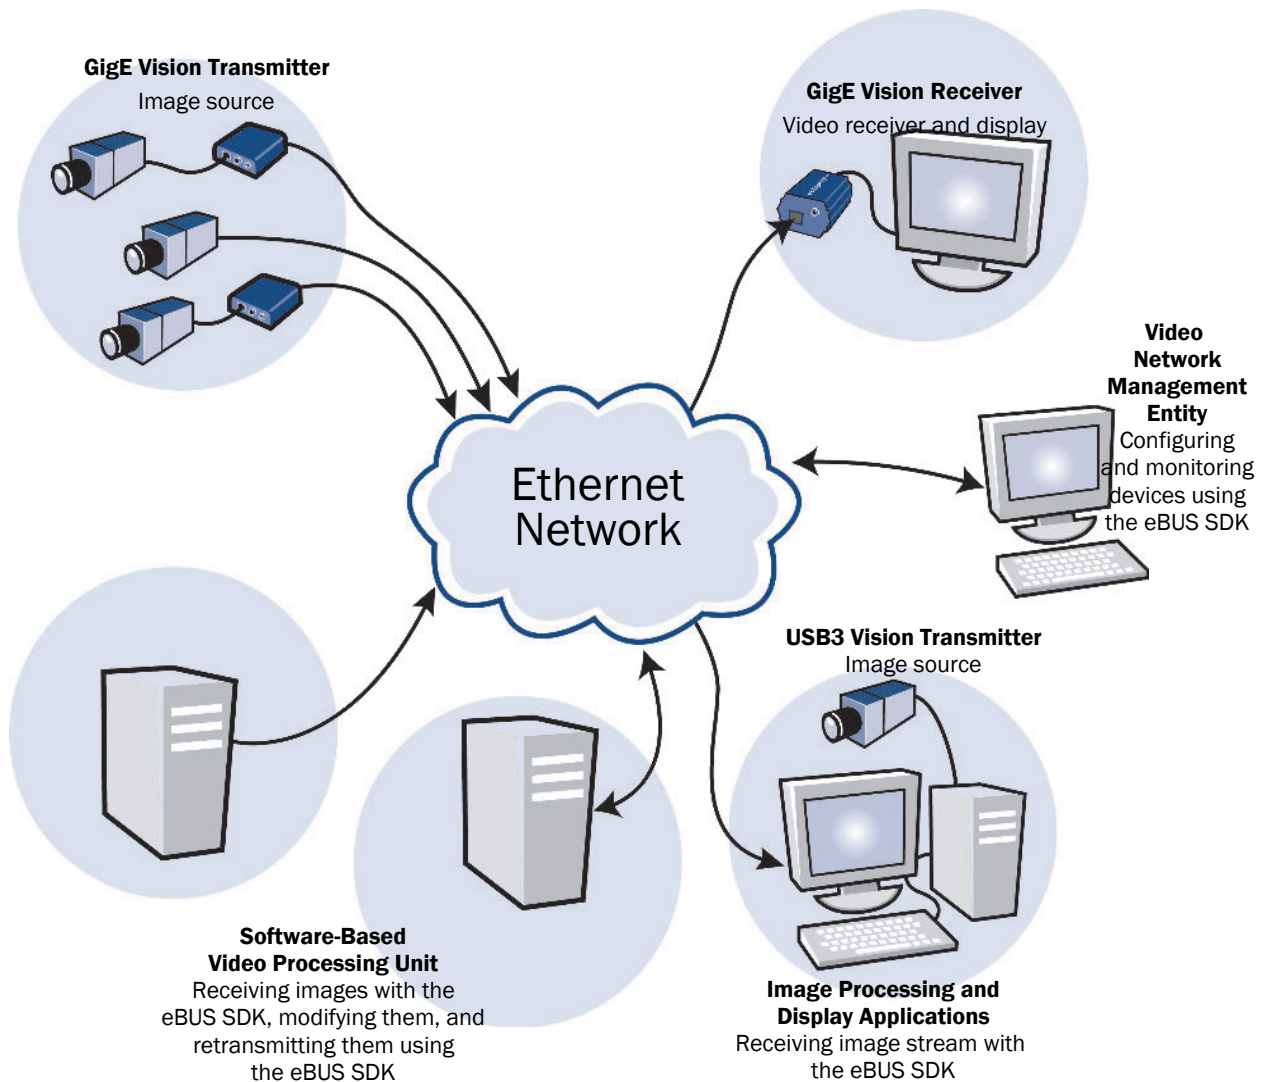 GigE Vision Transmitter
Image source
GigE Vision Receiver
Video receiver and display
Video
Network
Management
Entity
Configuring
and monitoring
devices using
the eBUS SDK
Ethernet
Network
USB3 Vision Transmitter
Image source
Software-Based
Video Processing Unit
Receiving images with the
eBUS SDK, modifying them, and
retransmitting them using
the eBUS SDK
Image Processing and
Display Applications
Receiving image stream with
the eBUS SDK